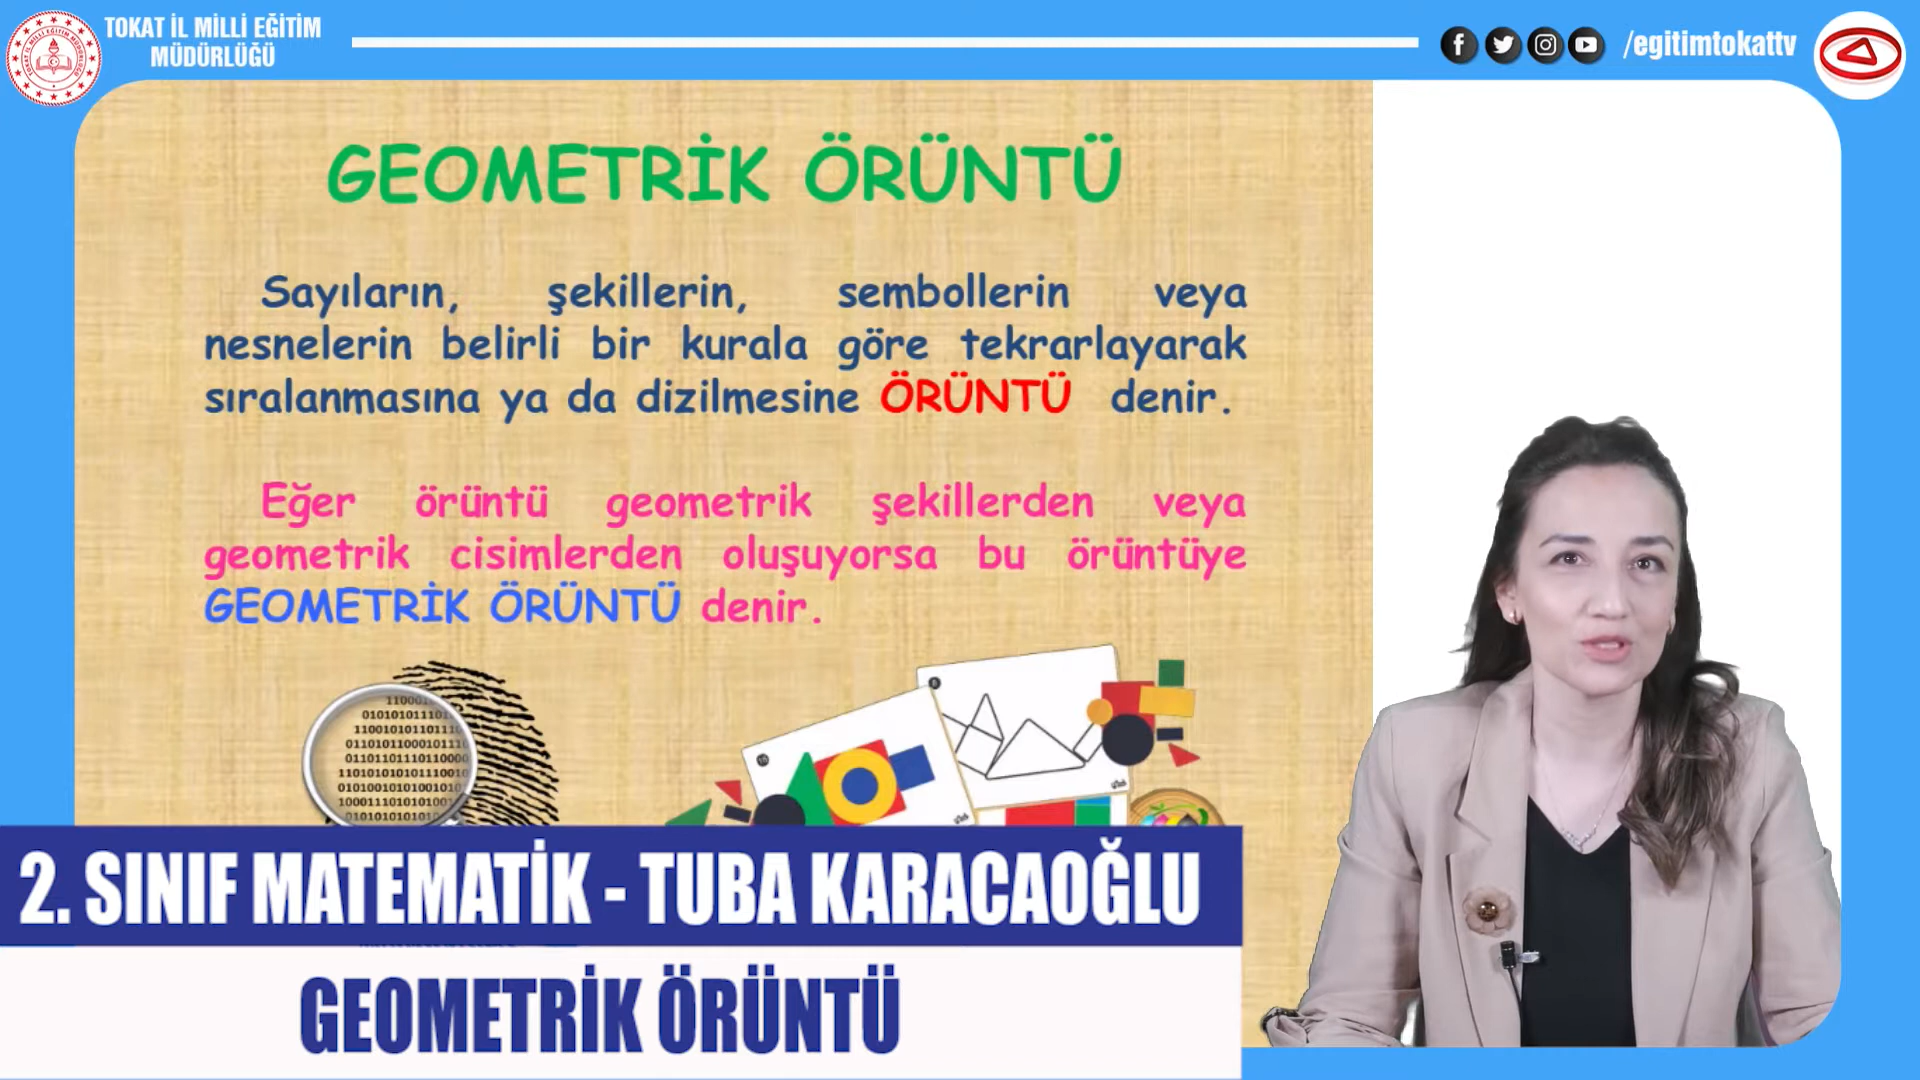 TOKAT İL MİLLİ EĞİTİM
MÜDÜRLÜĞÜ
/egitimtokattv
GEOMETRİK ÖRÜNTÜ
Sayıların, şekillerin, sembollerin veya
nesnelerin belirli bir kurala göre tekrarlayarak
sıralanmasına ya da dizilmesine ÖRÜNTÜ denir.
Eğer örüntü geometrik şekillerden veya
geometrik cisimlerden oluşuyorsa bu örüntüye
GEOMETRİK ÖRÜNTÜ denir.
2. SINIF MATEMATİK - TUBA KARACAOĞLU
GEOMETRİK ÖRÜNTÜ